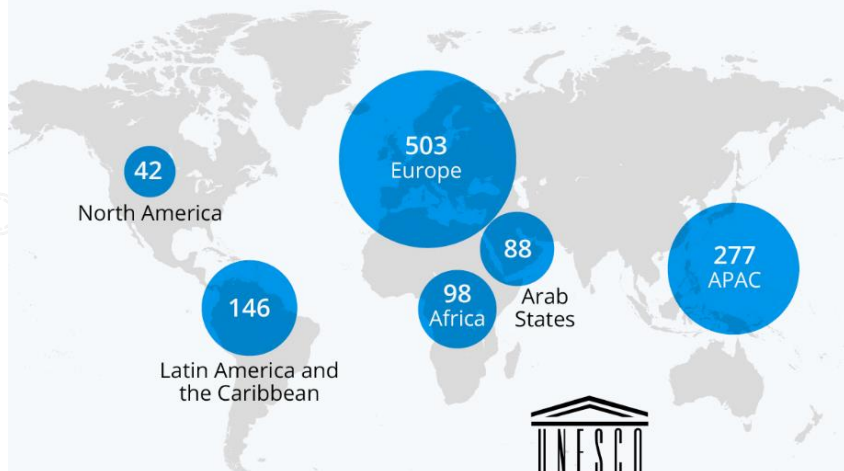 503
Europe
42
North America
88
Arab
States
277
APAC
98
Africa
146
Latin America and
the Caribbean
UNESCO